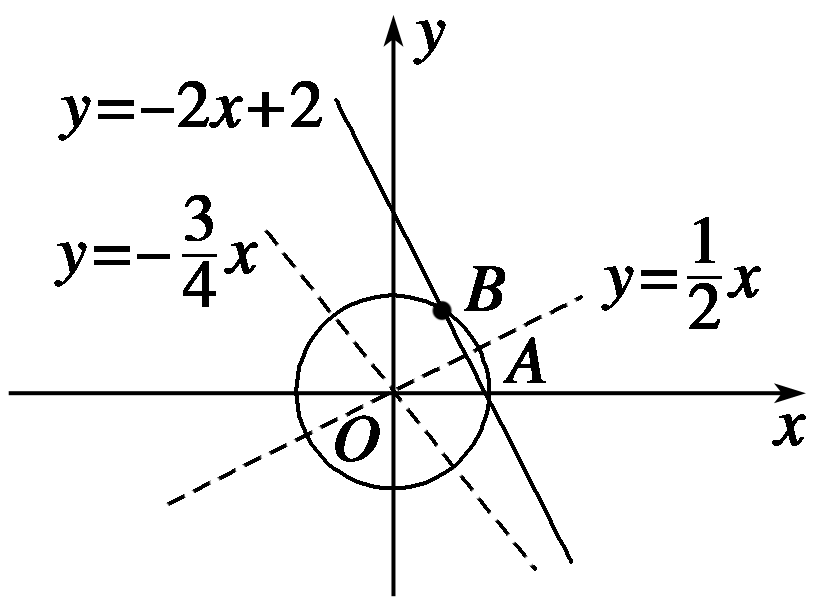 y
y=−2x+2
y=−3/4x
B
y=1/2x
A
O
x